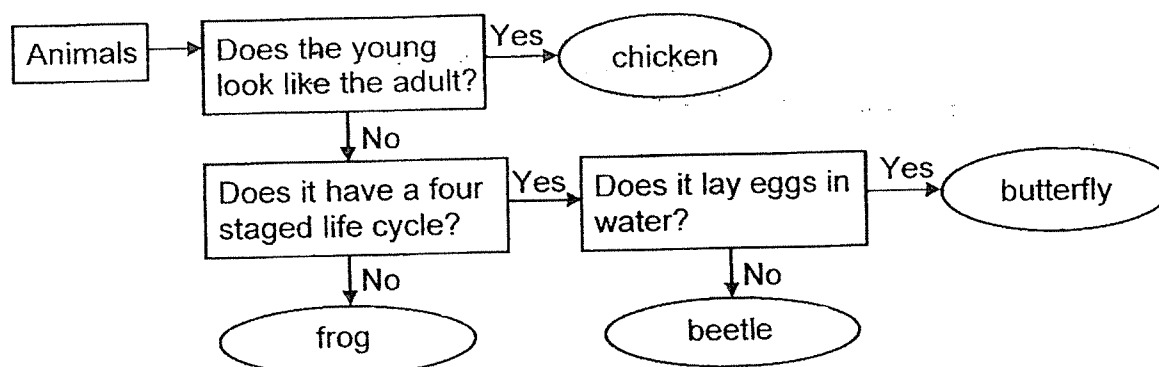 Animals
Does the young
look like the adult?
Yes
chicken
No
Does it have a four
staged life cycle?
Yes
Does it lay eggs in
water?
Yes
butterfly
No
frog
No
beetle